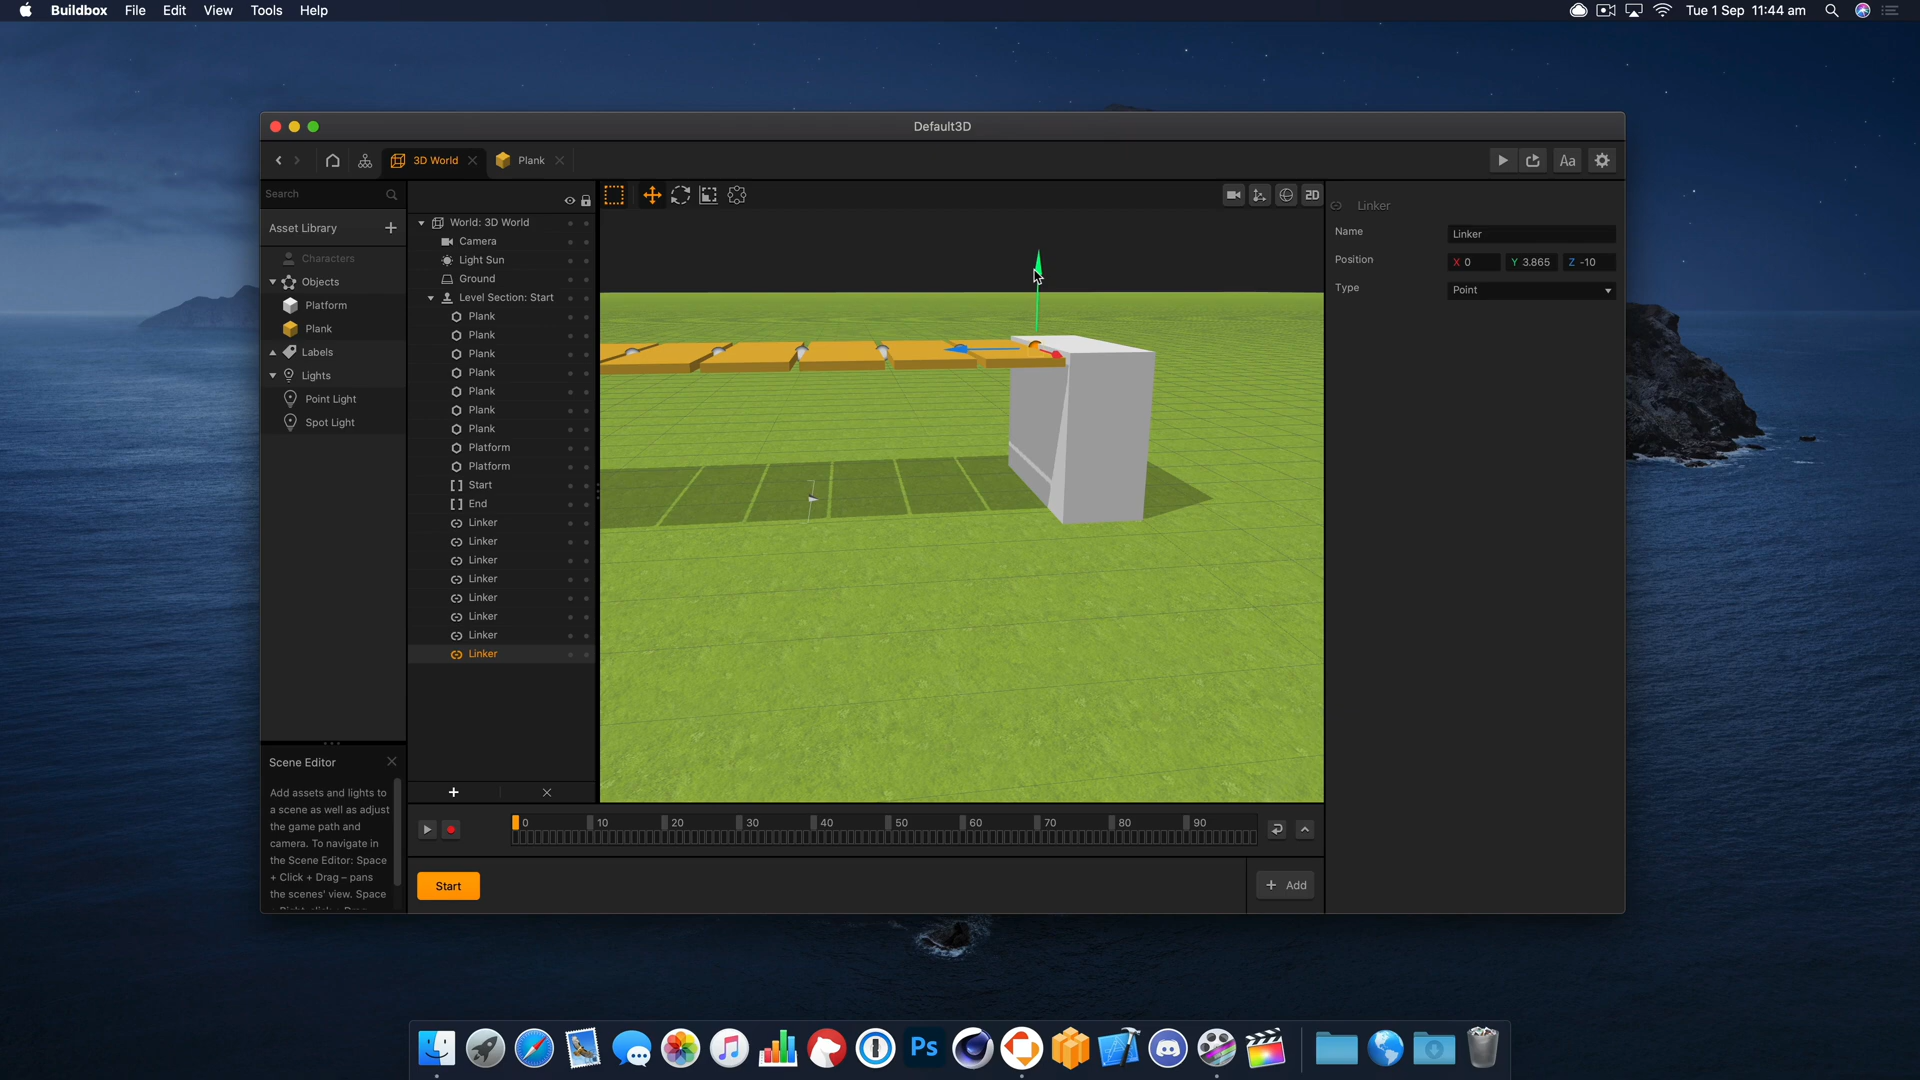 Buildbox File Edit View Tools Help
Tue 1 Sep 11:44 am
Default3D
3D World
Plank
Aa
Search
Asset Library
Characters
Objects
Platform
Plank
Labels
Lights
Point Light
Spot Light
World: 3D World
Camera
Light Sun
Ground
Level Section: Start
Plank
Plank
Plank
Plank
Plank
Plank
Plank
Platform
Platform
Start
End
Linker
Linker
Linker
Linker
Linker
Linker
Linker
Linker
2D
Linker
Name Linker
Position X 0 Y 3.865 Z -10
Type Point
Scene Editor
Add assets and lights to
a scene as well as adjust
the game path and
camera. To navigate in
the Scene Editor: Space
+ Click + Drag – pans
the scenes' view. Space
0 10 20 30 40 50 60 70 80 90
Start
+ Add
Ps